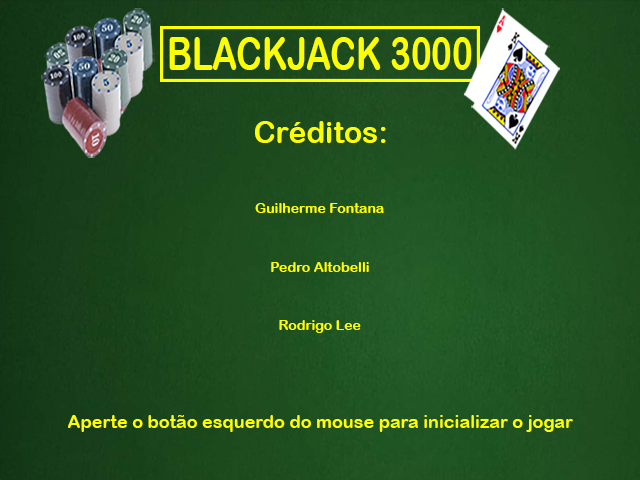 BLACKJACK 3000
Créditos:
Guilherme Fontana
Pedro Altobelli
Rodrigo Lee
Aperte o botão esquerdo do mouse para inicializar o jogar